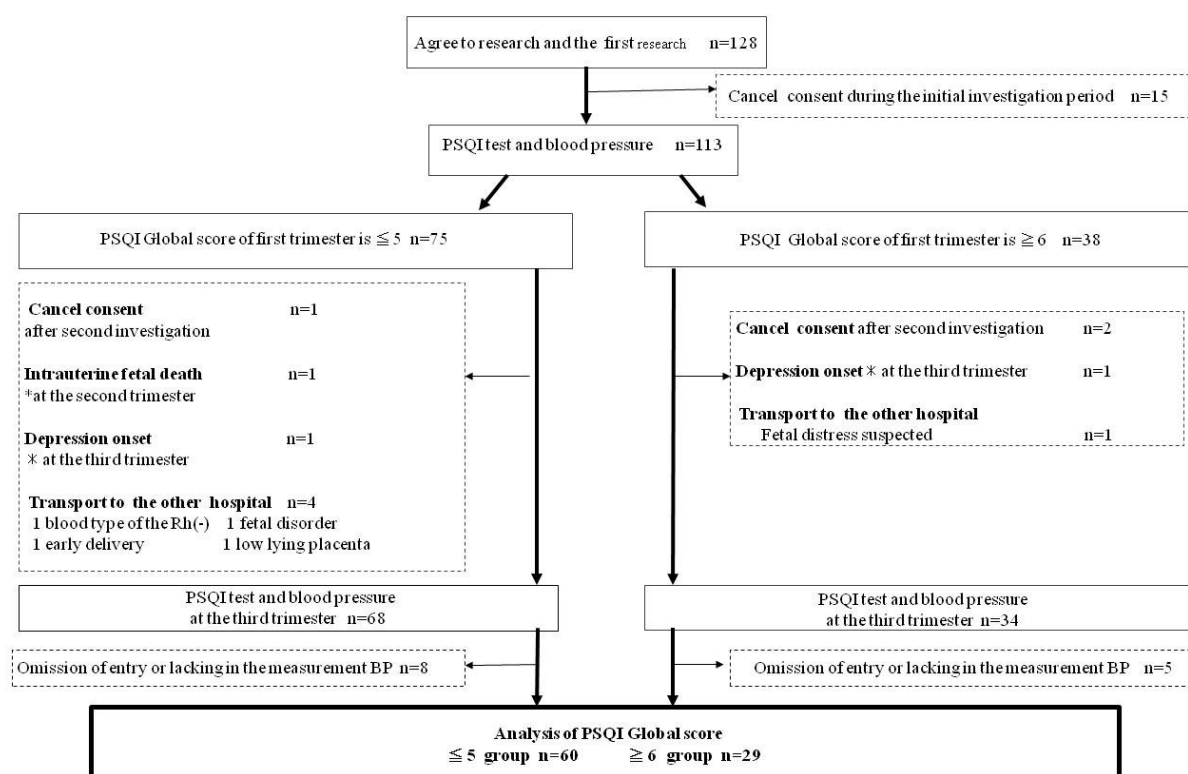 Agree to research and the first research n=128
Cancel consent during the initial investigation period n=15
PSQI test and blood pressure n=113
PSQI Global score of first trimester is ≦ 5 n=75
PSQI Global score of first trimester is ≧ 6 n=38
Cancel consent n=1
after second investigation
Intrauterine fetal death n=1
*at the second trimester
Depression onset n=1
* at the third trimester
Transport to the other hospital n=4
1 blood type of the Rh(-) 1 fetal disorder
1 early delivery 1 low lying placenta
Cancel consent after second investigation n=2
Depression onset * at the third trimester n=1
Transport to the other hospital
Fetal distress suspected n=1
PSQI test and blood pressure
at the third trimester n=68
PSQI test and blood pressure
at the third trimester n=34
Omission of entry or lacking in the measurement BP n=8
Omission of entry or lacking in the measurement BP n=5
Analysis of PSQI Global score
≦ 5 group n=60 ≧ 6 group n=29